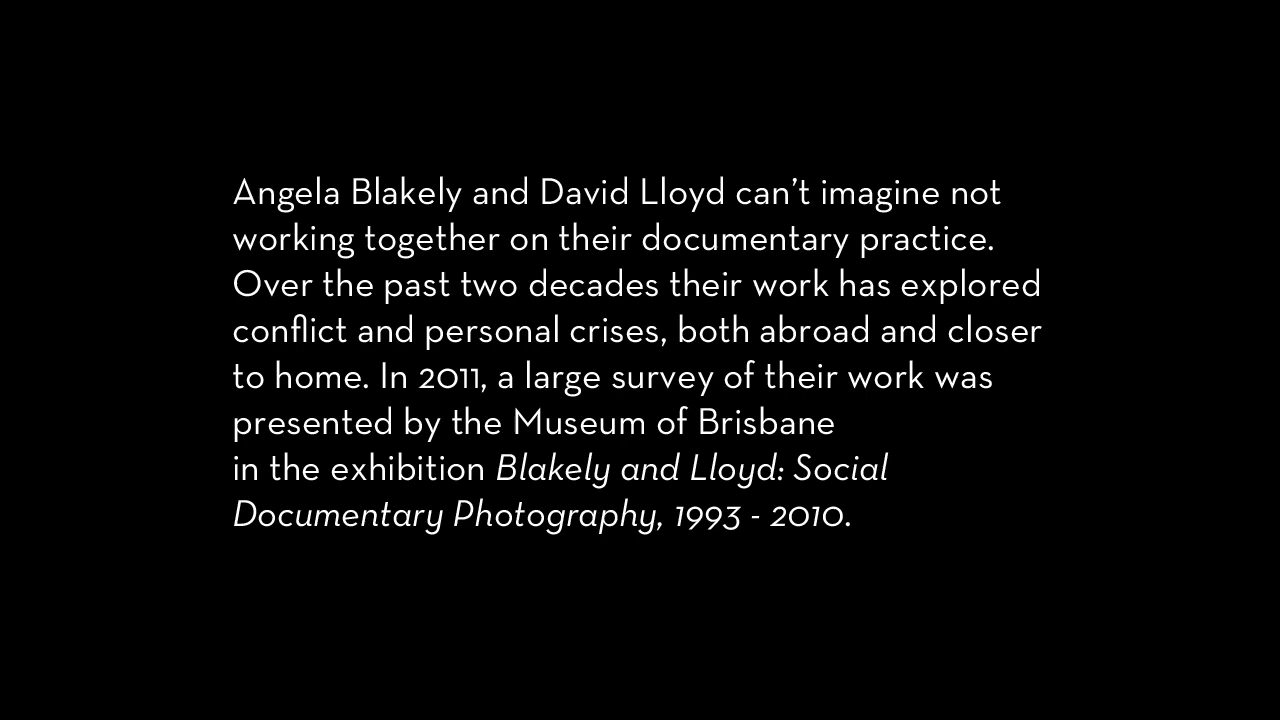 Angela Blakely and David Lloyd can’t imagine not
working together on their documentary practice.
Over the past two decades their work has explored
conflict and personal crises, both abroad and closer
to home. In 2011, a large survey of their work was
presented by the Museum of Brisbane
in the exhibition Blakely and Lloyd: Social
Documentary Photography, 1993 - 2010.